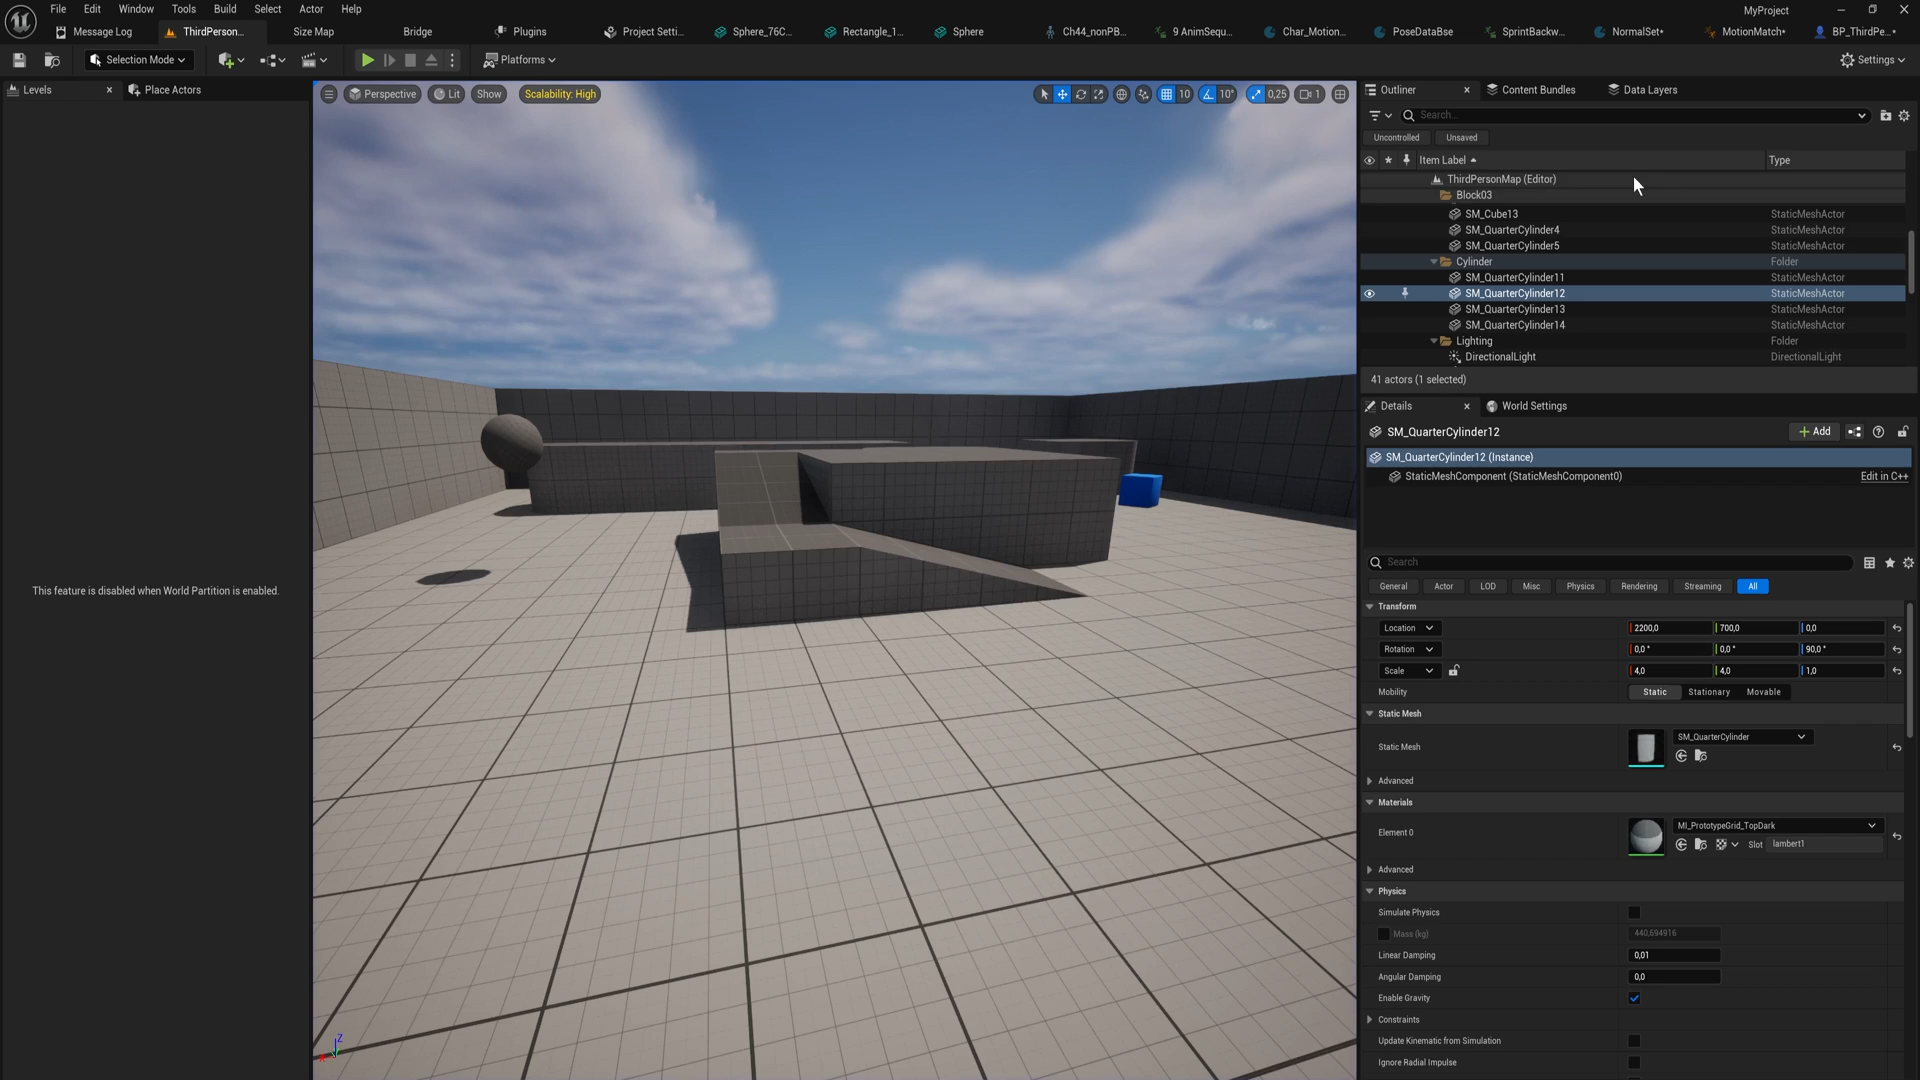 File Edit Window Tools Build Select Actor Help
MyProject
Message Log ThirdPerson... Size Map Bridge Plugins Project Setti... Sphere_76C... Rectangle_1... Sphere Ch44_nonPB... 9 AnimSequ... Char_Motion... PoseDataBse SprintBackw... NormalSet* MotionMatch* BP_ThirdPe...*
Selection Mode Platforms Settings
Levels Place Actors
Perspective Lit Show Scalability: High 10 10° 0,25 1
This feature is disabled when World Partition is enabled.
Z
X
Outliner Content Bundles Data Layers
Search...
Uncontrolled Unsaved
Item Label Type
ThirdPersonMap (Editor)
Block03
SM_Cube13 StaticMeshActor
SM_QuarterCylinder4 StaticMeshActor
SM_QuarterCylinder5 StaticMeshActor
Cylinder Folder
SM_QuarterCylinder11 StaticMeshActor
SM_QuarterCylinder12 StaticMeshActor
SM_QuarterCylinder13 StaticMeshActor
SM_QuarterCylinder14 StaticMeshActor
Lighting Folder
DirectionalLight DirectionalLight
41 actors (1 selected)
Details World Settings
SM_QuarterCylinder12 Add
SM_QuarterCylinder12 (Instance)
StaticMeshComponent (StaticMeshComponent0) Edit in C++
Search
General Actor LOD Misc Physics Rendering Streaming All
Transform
Location 2200,0 700,0 0,0
Rotation 0,0 ° 0,0 ° 90,0 °
Scale 4,0 4,0 1,0
Mobility Static Stationary Movable
Static Mesh
Static Mesh SM_QuarterCylinder
Advanced
Materials
Element 0 MI_PrototypeGrid_TopDark
Slot lambert1
Advanced
Physics
Simulate Physics
Mass (kg) 440,694916
Linear Damping 0,01
Angular Damping 0,0
Enable Gravity
Constraints
Update Kinematic from Simulation
Ignore Radial Impulse